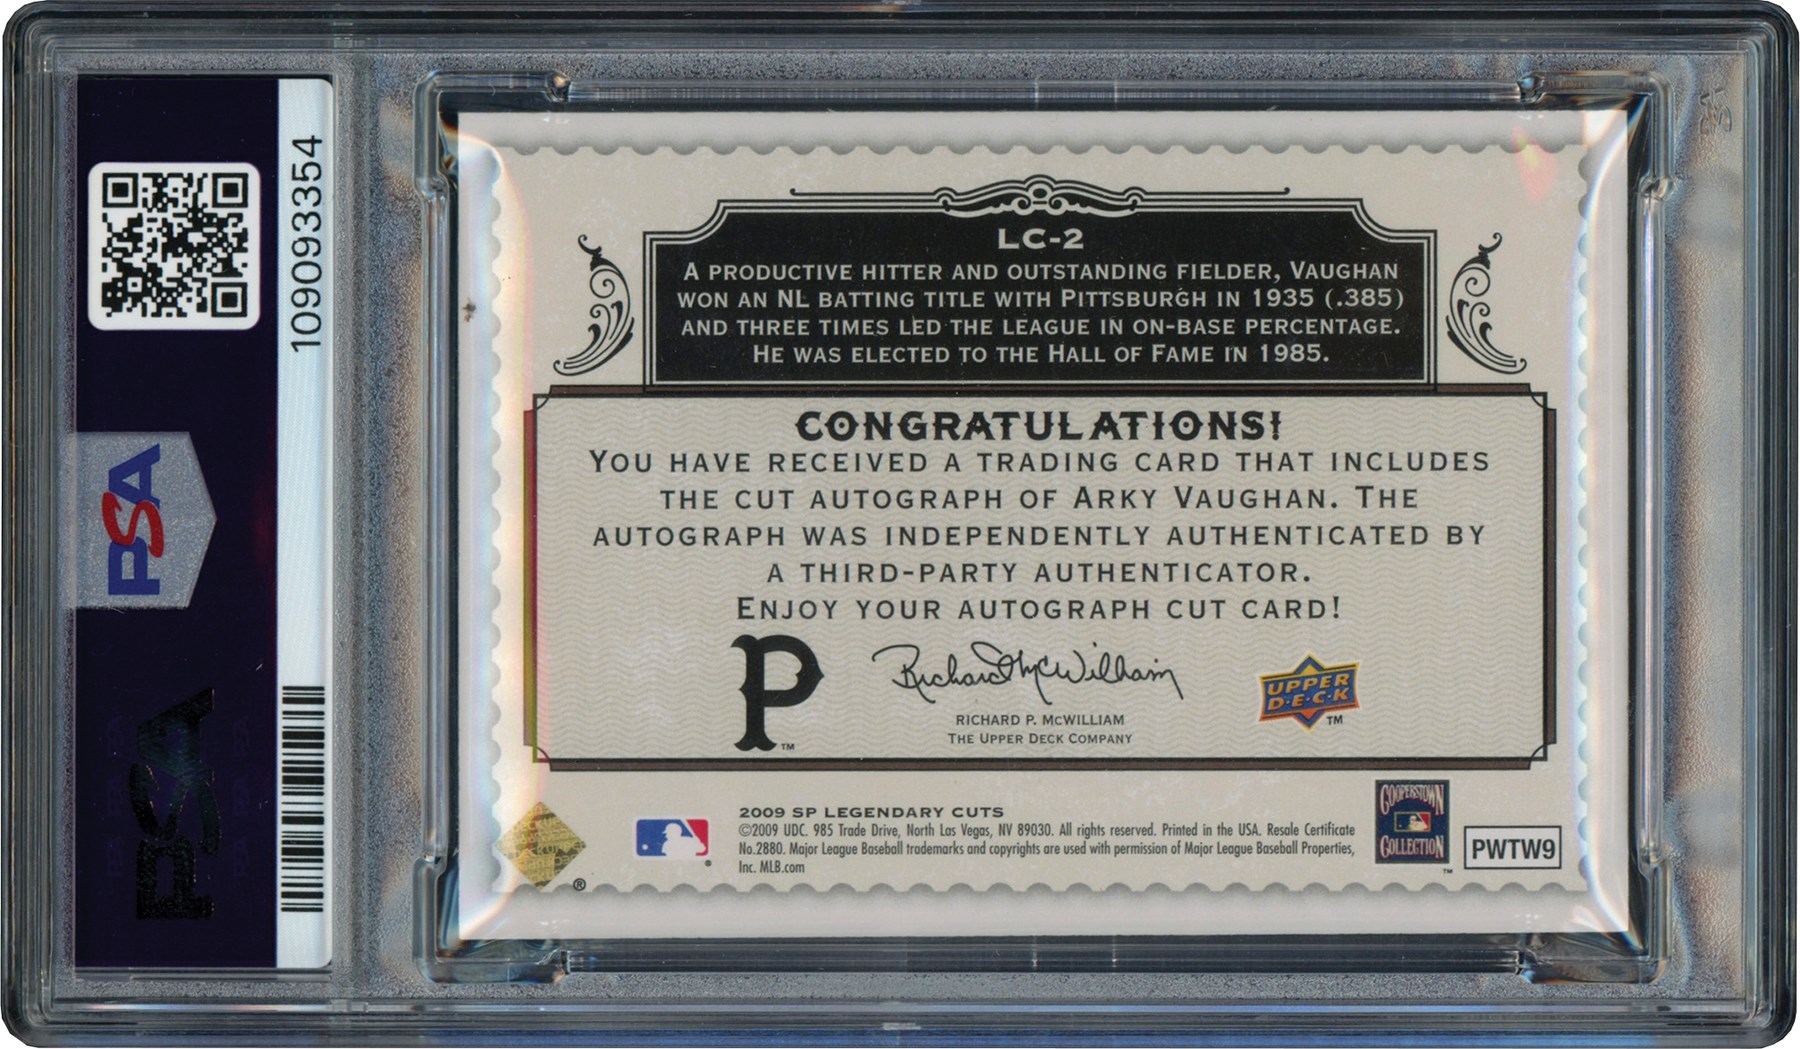 109093354
PSA
PSA
LC-2
A PRODUCTIVE HITTER AND OUTSTANDING FIELDER, VAUGHAN
WON AN NL BATTING TITLE WITH PITTSBURGH IN 1935 (.385)
AND THREE TIMES LED THE LEAGUE IN ON-BASE PERCENTAGE.
HE WAS ELECTED TO THE HALL OF FAME IN 1985.
CONGRATULATIONS!
YOU HAVE RECEIVED A TRADING CARD THAT INCLUDES
THE CUT AUTOGRAPH OF ARKY VAUGHAN. THE
AUTOGRAPH WAS INDEPENDENTLY AUTHENTICATED BY
A THIRD-PARTY AUTHENTICATOR.
ENJOY YOUR AUTOGRAPH CUT CARD!
P™
Richard McWilliam
RICHARD P. McWILLIAM
THE UPPER DECK COMPANY
UPPER
D·E·C·K™
2009 SP LEGENDARY CUTS
©2009 UDC. 985 Trade Drive, North Las Vegas, NV 89030. All rights reserved. Printed in the USA. Resale Certificate
No.2880. Major League Baseball trademarks and copyrights are used with permission of Major League Baseball Properties,
Inc. MLB.com
®
®
COOPERSTOWN
COLLECTION™
PWTW9